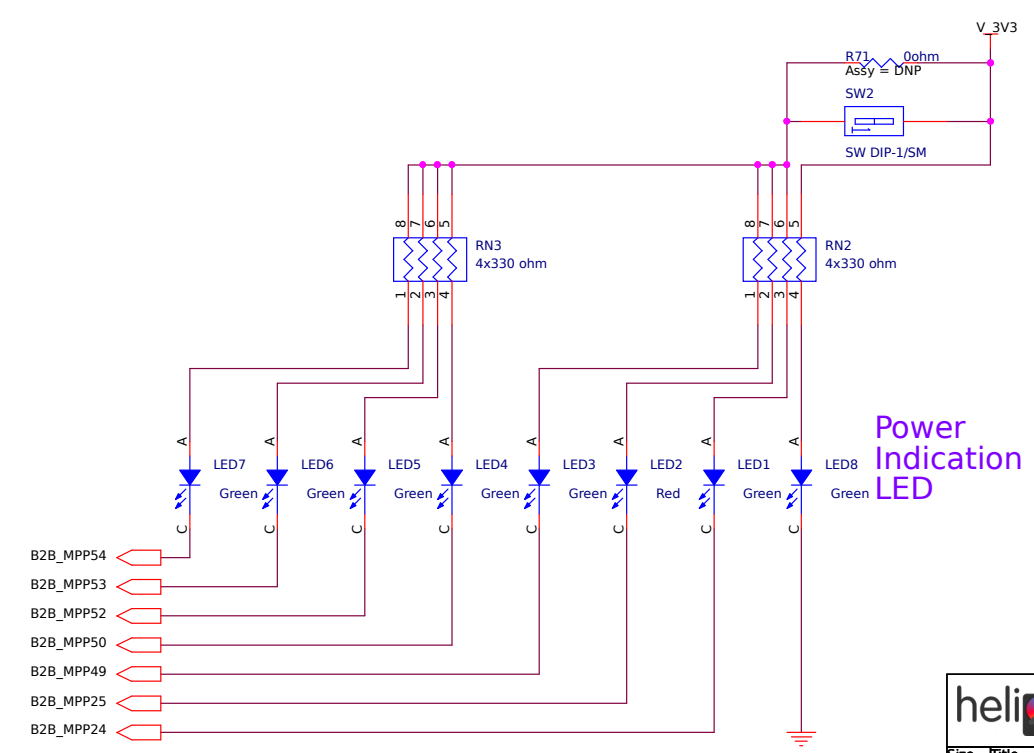 V_3V3
R71 0ohm
Assy = DNP
SW2
SW DIP-1/SM
8 7 6 5
RN3
4x330 ohm
1 2 3 4
8 7 6 5
RN2
4x330 ohm
1 2 3 4
A A A A A A A A
LED7 LED6 LED5 LED4 LED3 LED2 LED1 LED8
Green Green Green Green Green Red Green Green
Power
Indication
LED
C C C C C C C C
B2B_MPP54
B2B_MPP53
B2B_MPP52
B2B_MPP50
B2B_MPP49
B2B_MPP25
B2B_MPP24
heli
Size Title